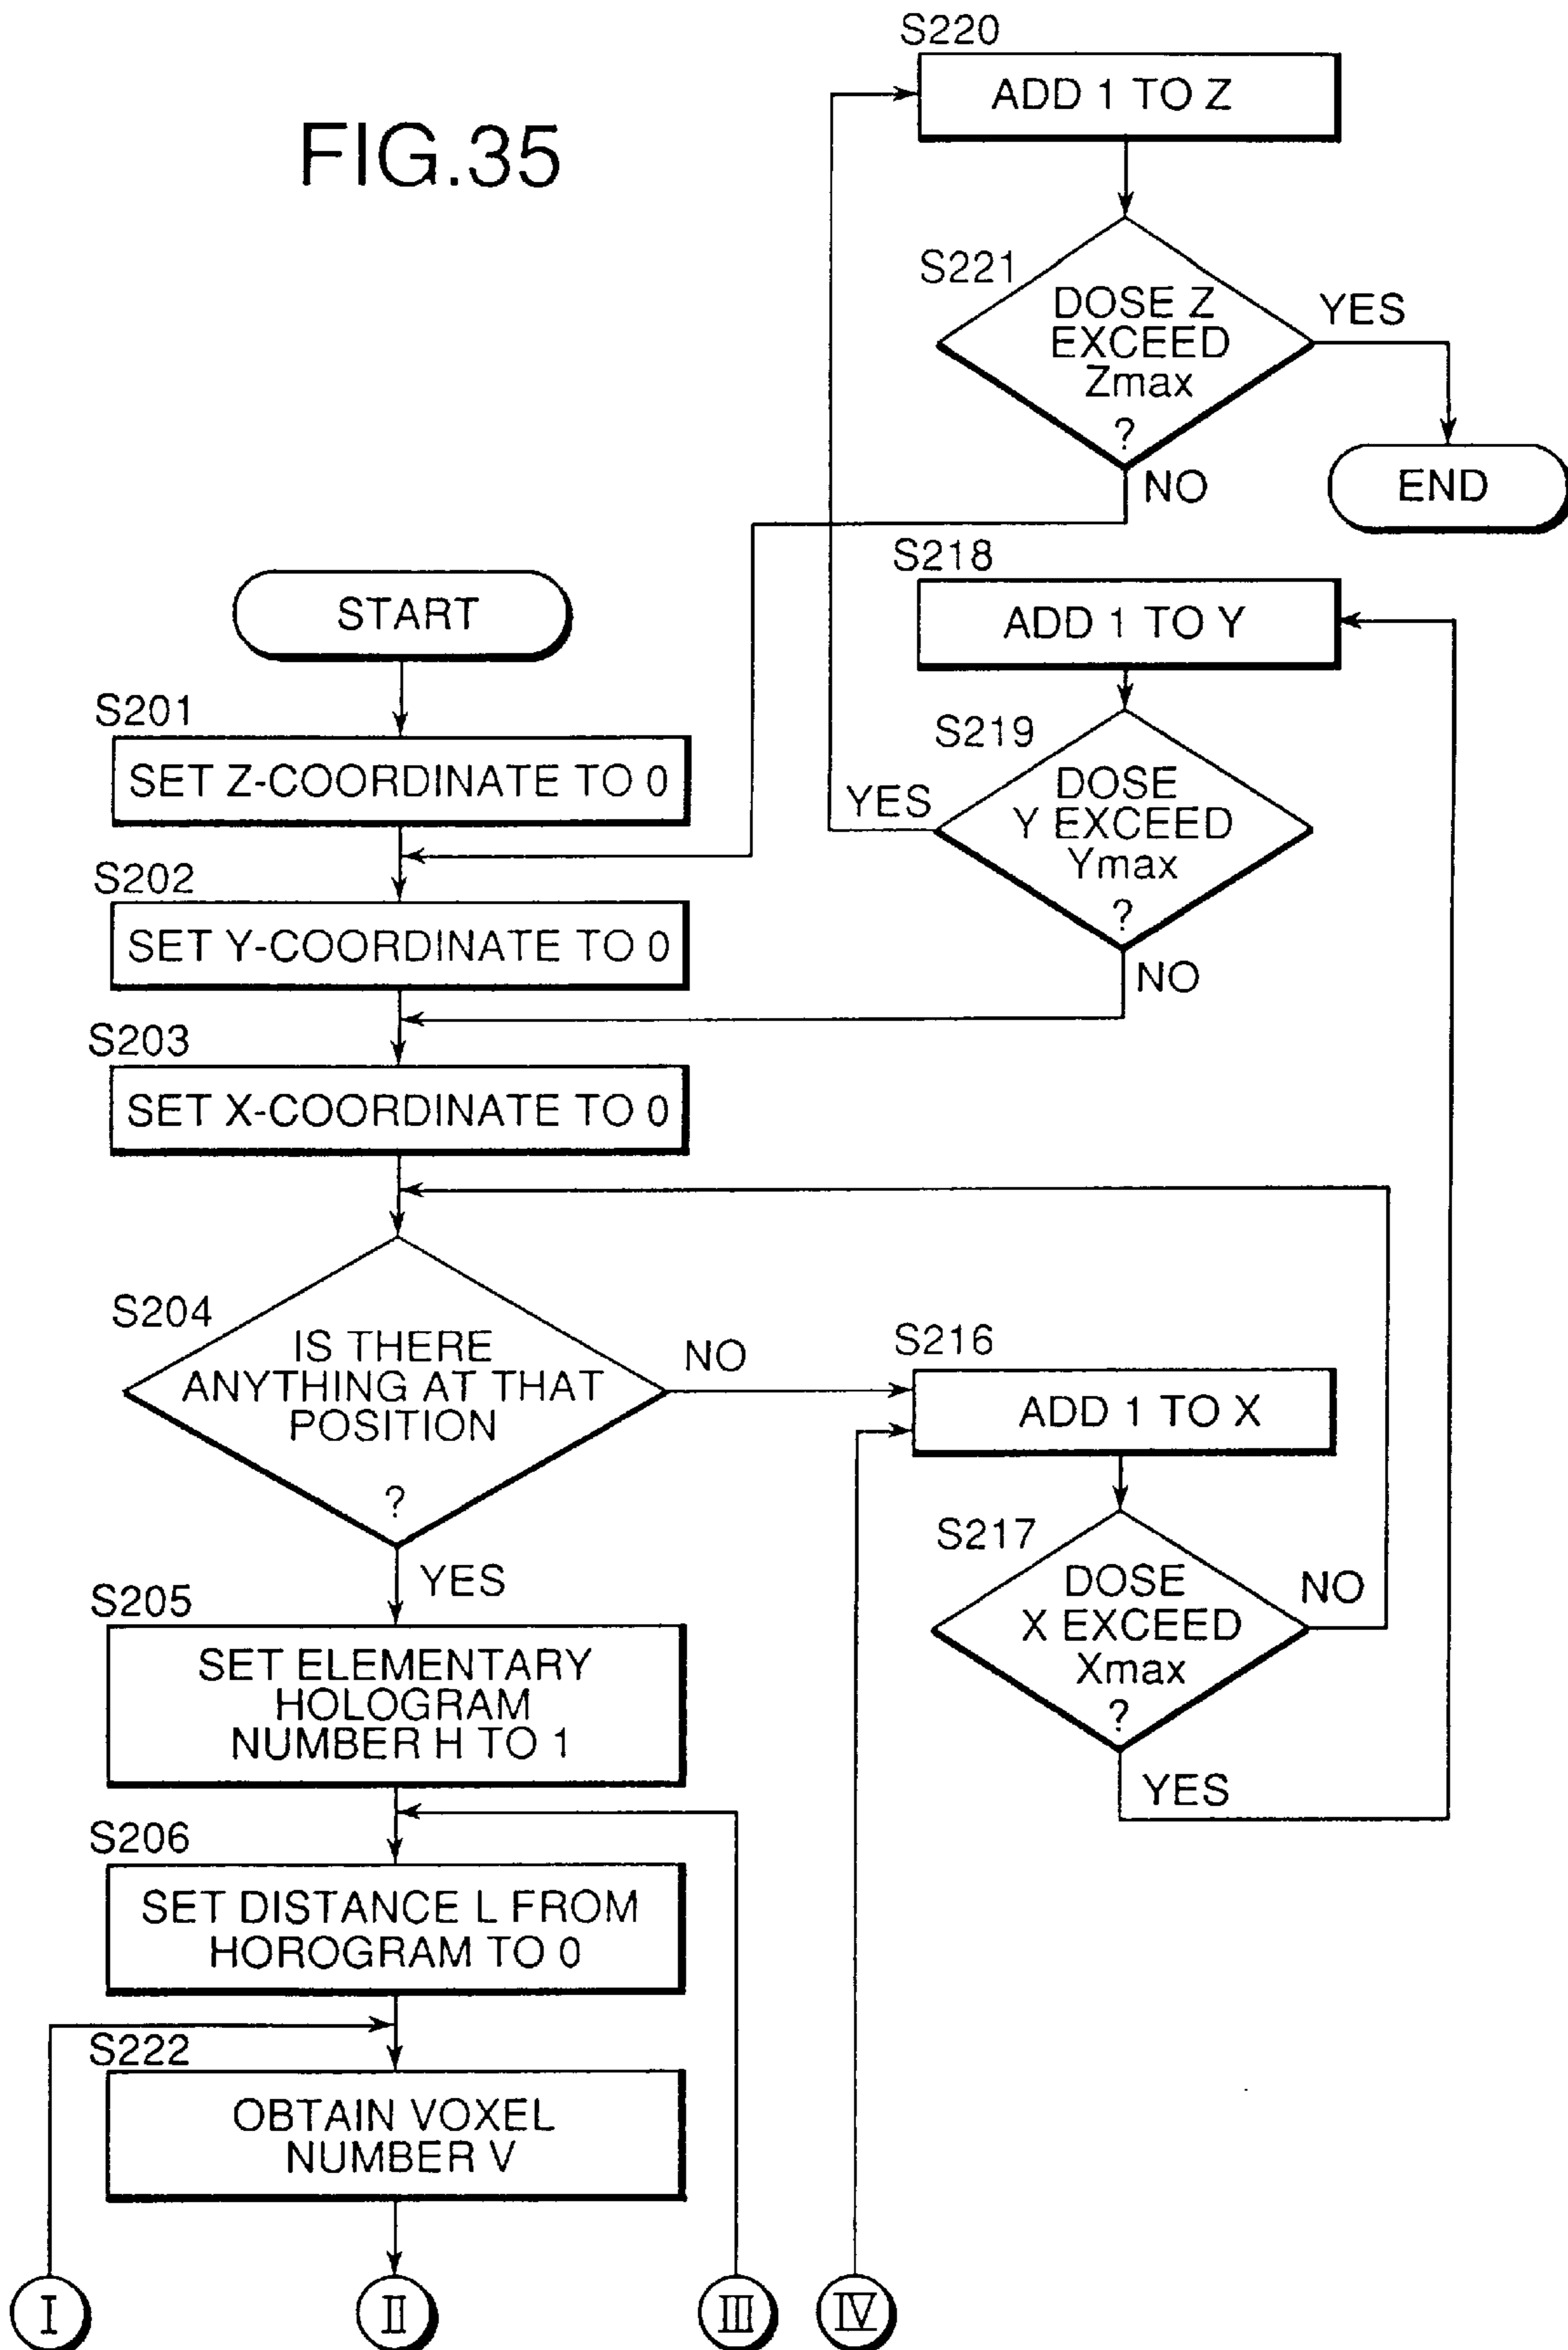 FIG.35
S220
ADD 1 TO Z
S221
DOSE Z
EXCEED
Zmax
?
YES
NO
END
S218
ADD 1 TO Y
S219
DOSE
Y EXCEED
Ymax
?
YES
NO
START
S201
SET Z-COORDINATE TO 0
S202
SET Y-COORDINATE TO 0
S203
SET X-COORDINATE TO 0
S204
IS THERE
ANYTHING AT THAT
POSITION
?
NO
YES
S216
ADD 1 TO X
S217
DOSE
X EXCEED
Xmax
?
NO
YES
S205
SET ELEMENTARY
HOLOGRAM
NUMBER H TO 1
S206
SET DISTANCE L FROM
HOROGRAM TO 0
S222
OBTAIN VOXEL
NUMBER V
I
II
III
IV